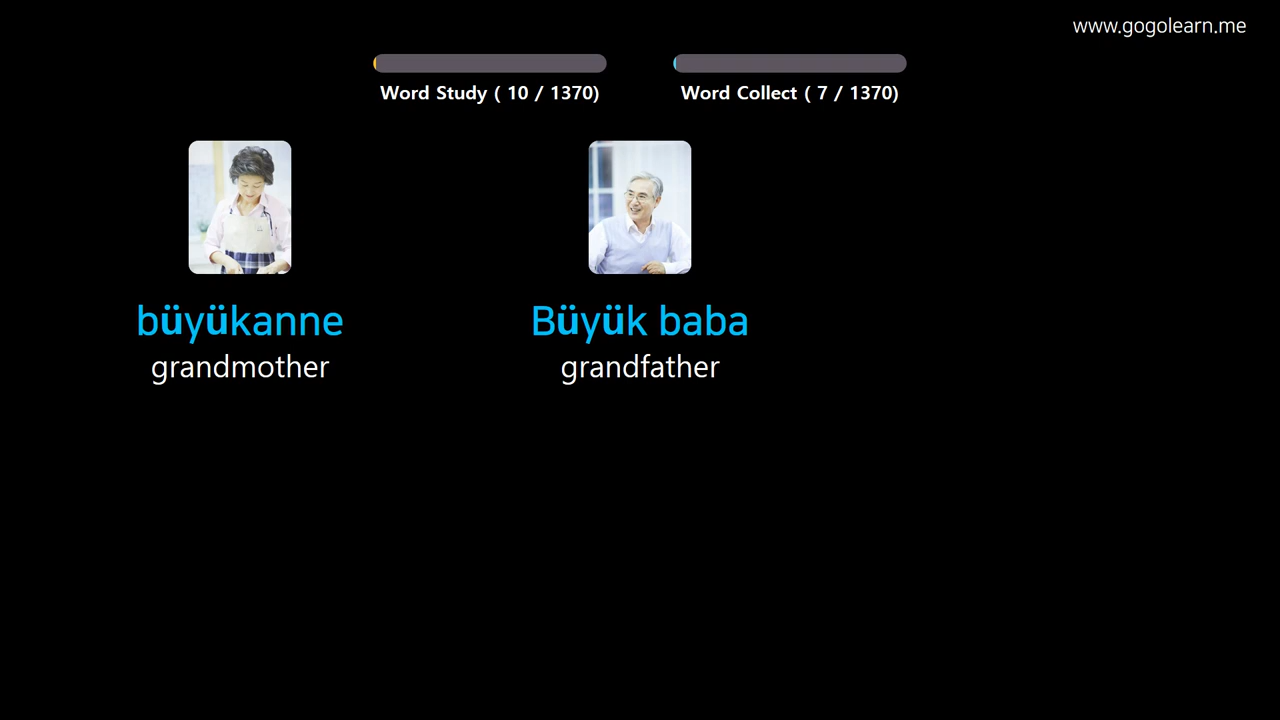 www.gogolearn.me
Word Study ( 10 / 1370)
Word Collect ( 7 / 1370)
büyükanne
grandmother
Büyük baba
grandfather